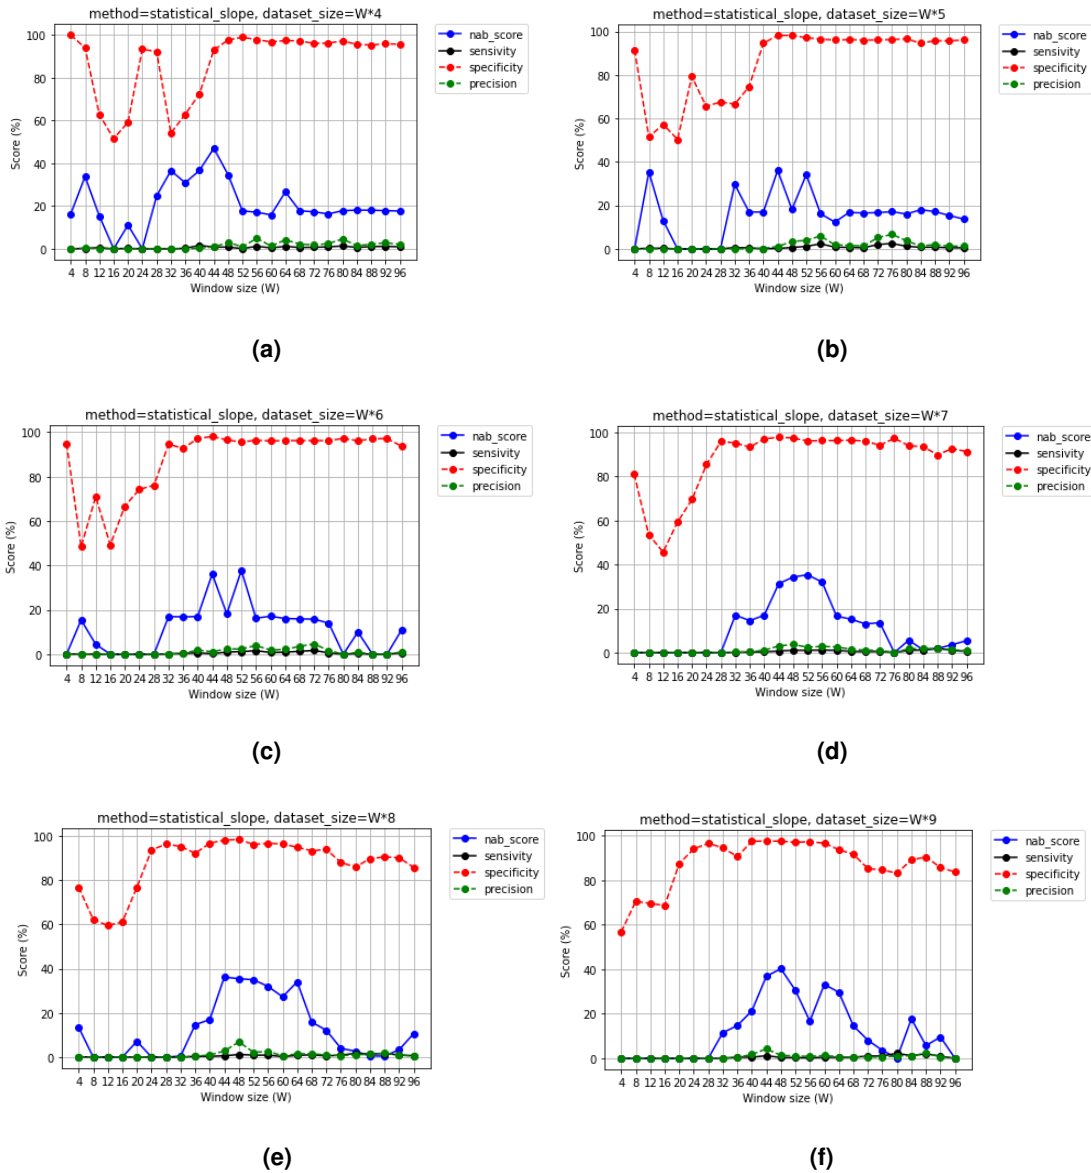 method=statistical_slope, dataset_size=W*4
100
80
60
40
20
0
Score (%)
4 8 12 16 20 24 28 32 36 40 44 48 52 56 60 64 68 72 76 80 84 88 92 96
Window size (W)
nab_score
sensivity
specificity
precision
(a)
method=statistical_slope, dataset_size=W*5
100
80
60
40
20
0
Score (%)
4 8 12 16 20 24 28 32 36 40 44 48 52 56 60 64 68 72 76 80 84 88 92 96
Window size (W)
nab_score
sensivity
specificity
precision
(b)
method=statistical_slope, dataset_size=W*6
100
80
60
40
20
0
Score (%)
4 8 12 16 20 24 28 32 36 40 44 48 52 56 60 64 68 72 76 80 84 88 92 96
Window size (W)
nab_score
sensivity
specificity
precision
(c)
method=statistical_slope, dataset_size=W*7
100
80
60
40
20
0
Score (%)
4 8 12 16 20 24 28 32 36 40 44 48 52 56 60 64 68 72 76 80 84 88 92 96
Window size (W)
nab_score
sensivity
specificity
precision
(d)
method=statistical_slope, dataset_size=W*8
100
80
60
40
20
0
Score (%)
4 8 12 16 20 24 28 32 36 40 44 48 52 56 60 64 68 72 76 80 84 88 92 96
Window size (W)
nab_score
sensivity
specificity
precision
(e)
method=statistical_slope, dataset_size=W*9
100
80
60
40
20
0
Score (%)
4 8 12 16 20 24 28 32 36 40 44 48 52 56 60 64 68 72 76 80 84 88 92 96
Window size (W)
nab_score
sensivity
specificity
precision
(f)